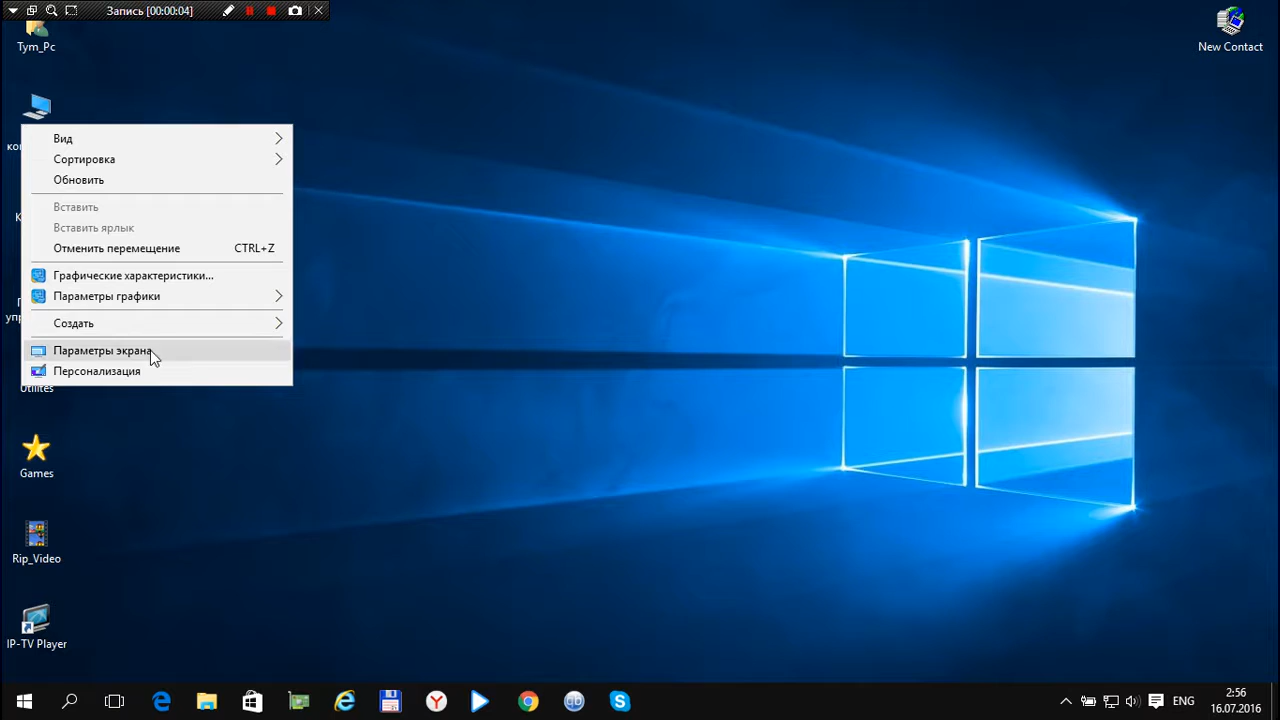 Запись [00:00:04]
Tym_Pc
New Contact
Вид
Сортировка
Обновить
Вставить
Вставить ярлык
Отменить перемещение CTRL+Z
Графические характеристики...
Параметры графики
Создать
Параметры экрана
Персонализация
Utilites
Games
Rip_Video
IP-TV Player
ENG
2:56
16.07.2016